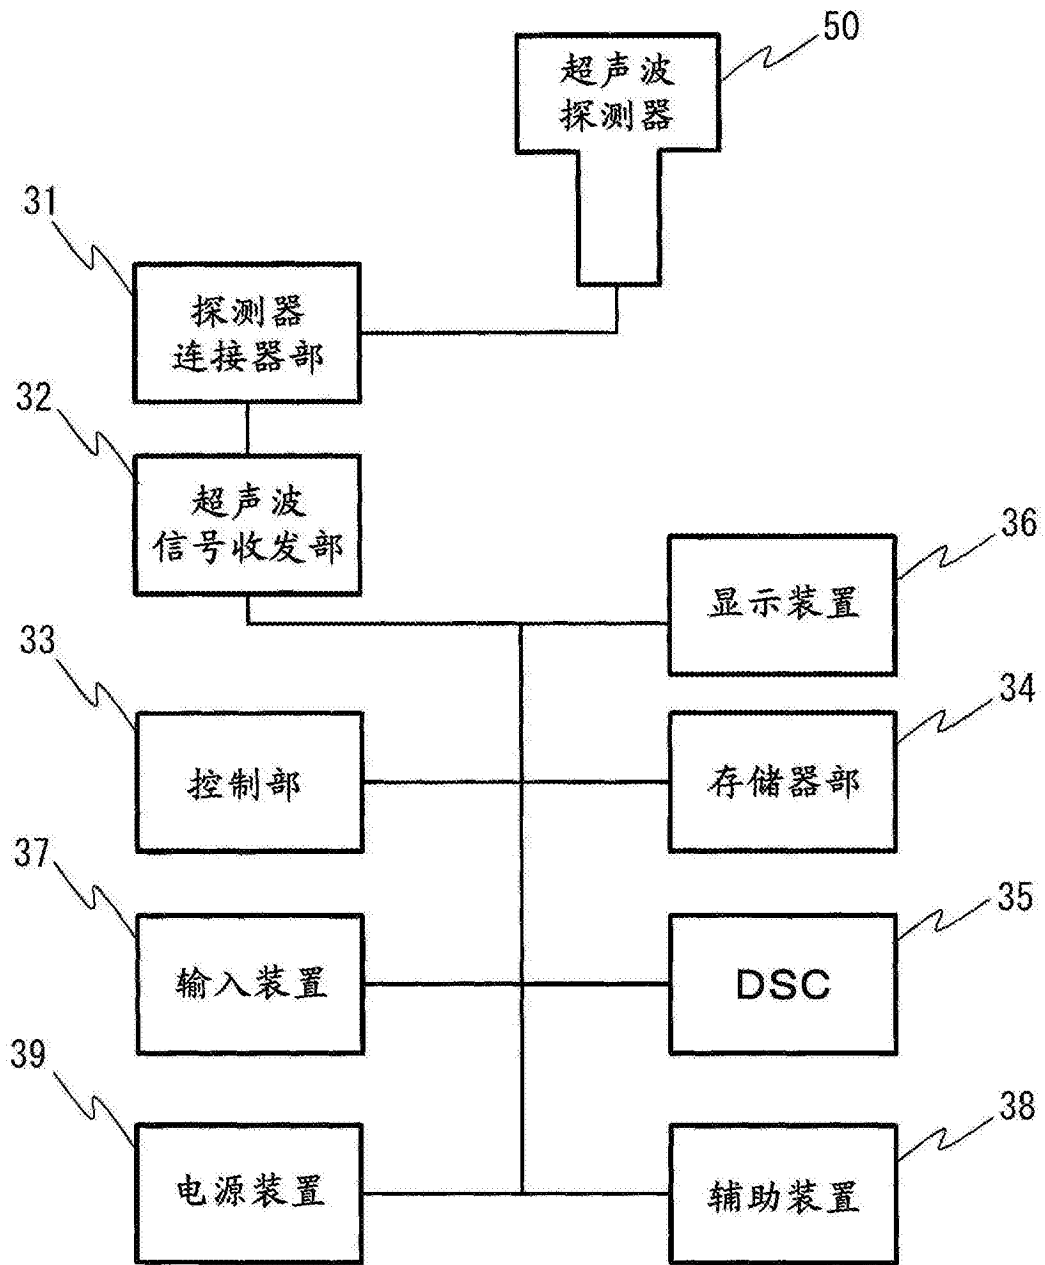 50
超声波
探测器
31
探测器
连接器部
32
超声波
信号收发部
36
显示装置
33
控制部
34
存储器部
37
输入装置
35
DSC
39
电源装置
38
辅助装置